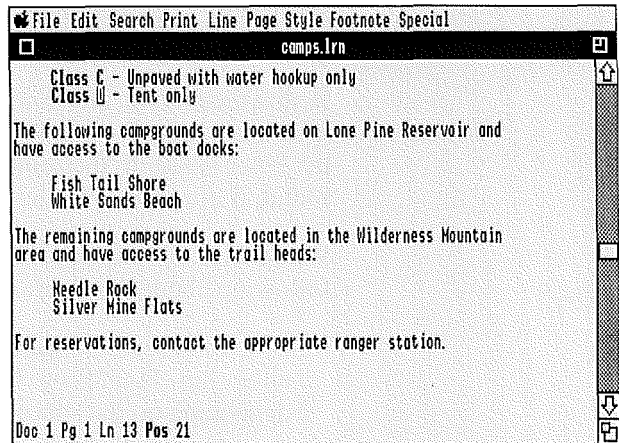 File Edit Search Print Line Page Style Footnote Special
camps.lrn
Class C - Unpaved with water hookup only
Class W - Tent only
The following campgrounds are located on Lone Pine Reservoir and
have access to the boat docks:
Fish Tail Shore
White Sands Beach
The remaining campgrounds are located in the Wilderness Mountain
area and have access to the trail heads:
Needle Rock
Silver Mine Flats
For reservations, contact the appropriate ranger station.
Doc 1 Pg 1 Ln 13 Pos 21